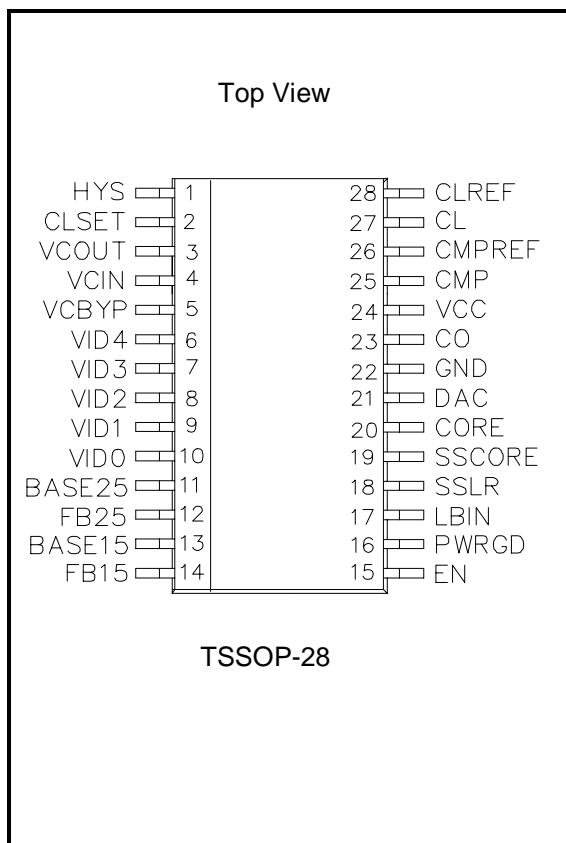 Top View
HYS 1 28 CLREF
CLSET 2 27 CL
VCOUT 3 26 CMPREF
VCIN 4 25 CMP
VCBYP 5 24 VCC
VID4 6 23 CO
VID3 7 22 GND
VID2 8 21 DAC
VID1 9 20 CORE
VID0 10 19 SSCORE
BASE25 11 18 SSLR
FB25 12 17 LBIN
BASE15 13 16 PWRGD
FB15 14 15 EN
TSSOP-28